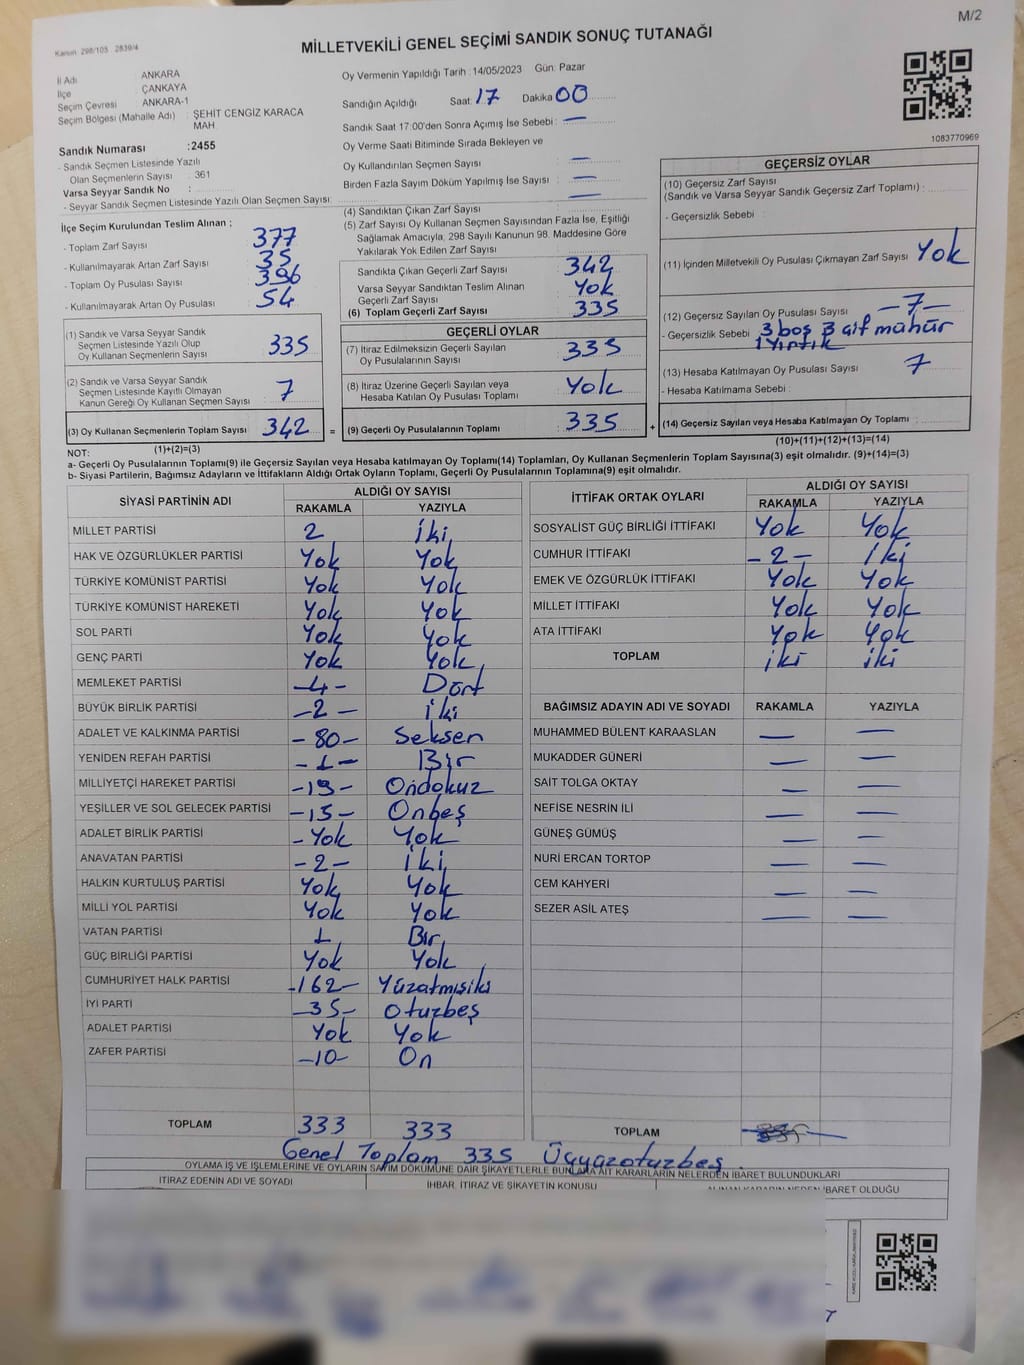 M/2
Kanun 298/105 2839/4
MİLLETVEKİLİ GENEL SEÇİMİ SANDIK SONUÇ TUTANAĞI
İl Adı ANKARA
İlçe ÇANKAYA
Seçim Çevresi ANKARA-1
Seçim Bölgesi (Mahalle Adı) : ŞEHİT CENGİZ KARACA MAH
Sandık Numarası :2455
- Sandık Seçmen Listesinde Yazılı
Olan Seçmenlerin Sayısı : 361
Varsa Seyyar Sandık No :
- Seyyar Sandık Seçmen Listesinde Yazılı Olan Seçmen Sayısı:
Oy Vermenin Yapıldığı Tarih :14/05/2023 Gün: Pazar
Sandığın Açıldığı Saat: 17 Dakika 00
Sandık Saat 17:00'den Sonra Açımış İse Sebebi : —
Oy Verme Saati Bitiminde Sırada Bekleyen ve
Oy Kullandırılan Seçmen Sayısı —
Birden Fazla Sayım Döküm Yapılmış İse Sayısı —
1083770969
İlçe Seçim Kurulundan Teslim Alınan :
- Toplam Zarf Sayısı 377
- Kullanılmayarak Artan Zarf Sayısı 35
- Toplam Oy Pusulası Sayısı 396
- Kullanılmayarak Artan Oy Pusulası 54
(1) Sandık ve Varsa Seyyar Sandık
Seçmen Listesinde Yazılı Olup
Oy Kullanan Seçmenlerin Sayısı 335
(2) Sandık ve Varsa Seyyar Sandık
Seçmen Listesinde Kayıtlı Olmayan
Kanun Gereği Oy Kullanan Seçmen Sayısı 7
(3) Oy Kullanan Seçmenlerin Toplam Sayısı 342 =
(1)+(2)=(3)
(4) Sandıktan Çıkan Zarf Sayısı —
(5) Zarf Sayısı Oy Kullanan Seçmen Sayısından Fazla İse, Eşitliği
Sağlamak Amacıyla, 298 Sayılı Kanunun 98. Maddesine Göre
Yakılarak Yok Edilen Zarf Sayısı
Sandıkta Çıkan Geçerli Zarf Sayısı 342
Varsa Seyyar Sandıktan Teslim Alınan
Geçerli Zarf Sayısı Yok
(6) Toplam Geçerli Zarf Sayısı 335
GEÇERLİ OYLAR
(7) İtiraz Edilmeksizin Geçerli Sayılan
Oy Pusulalarının Sayısı 335
(8) İtiraz Üzerine Geçerli Sayılan veya
Hesaba Katılan Oy Pusulası Toplamı Yok
(9) Geçerli Oy Pusulalarının Toplamı 335 +
GEÇERSİZ OYLAR
(10) Geçersiz Zarf Sayısı
(Sandık ve Varsa Seyyar Sandık Geçersiz Zarf Toplamı) :
- Geçersizlik Sebebi :
(11) İçinden Milletvekili Oy Pusulası Çıkmayan Zarf Sayısı Yok
(12) Geçersiz Sayılan Oy Pusulası Sayısı —7—
- Geçersizlik Sebebi 3 boş 3 çift mühür
1 Yırtık
(13) Hesaba Katılmayan Oy Pusulası Sayısı 7
- Hesaba Katılmama Sebebi :
(14) Geçersiz Sayılan veya Hesaba Katılmayan Oy Toplamı :
(10)+(11)+(12)+(13)=(14)
NOT:
a- Geçerli Oy Pusulalarının Toplamı(9) ile Geçersiz Sayılan veya Hesaba katılmayan Oy Toplamı(14) Toplamları, Oy Kullanan Seçmenlerin Toplam Sayısına(3) eşit olmalıdır. (9)+(14)=(3)
b- Siyasi Partilerin, Bağımsız Adayların ve İttifakların Aldığı Ortak Oyların Toplamı, Geçerli Oy Pusulalarının Toplamına(9) eşit olmalıdır.
SİYASİ PARTİNİN ADI ALDIĞI OY SAYISI
RAKAMLA YAZIYLA
MİLLET PARTİSİ 2 İki
HAK VE ÖZGÜRLÜKLER PARTİSİ Yok Yok
TÜRKİYE KOMÜNİST PARTİSİ Yok Yok
TÜRKİYE KOMÜNİST HAREKETİ Yok Yok
SOL PARTİ Yok Yok
GENÇ PARTİ Yok Yok
MEMLEKET PARTİSİ -4- Dört
BÜYÜK BİRLİK PARTİSİ -2- iki
ADALET VE KALKINMA PARTİSİ -80- Seksen
YENİDEN REFAH PARTİSİ -1- Bir
MİLLİYETÇİ HAREKET PARTİSİ -19- Ondokuz
YEŞİLLER VE SOL GELECEK PARTİSİ -15- Onbeş
ADALET BİRLİK PARTİSİ - Yok Yok
ANAVATAN PARTİSİ -2- iki
HALKIN KURTULUŞ PARTİSİ Yok Yok
MİLLİ YOL PARTİSİ Yok Yok
VATAN PARTİSİ 1 Bir
GÜÇ BİRLİĞİ PARTİSİ Yok Yok
CUMHURİYET HALK PARTİSİ -162- Yüzatmışiki
İYİ PARTİ -35- Otuzbeş
ADALET PARTİSİ Yok Yok
ZAFER PARTİSİ -10- On
TOPLAM 333 333
İTTİFAK ORTAK OYLARI ALDIĞI OY SAYISI
RAKAMLA YAZIYLA
SOSYALİST GÜÇ BİRLİĞİ İTTİFAKI Yok Yok
CUMHUR İTTİFAKI -2- İki
EMEK VE ÖZGÜRLÜK İTTİFAKI Yok Yok
MİLLET İTTİFAKI Yok Yok
ATA İTTİFAKI Yok Yok
TOPLAM iki iki
BAĞIMSIZ ADAYIN ADI VE SOYADI RAKAMLA YAZIYLA
MUHAMMED BÜLENT KARAASLAN — —
MUKADDER GÜNERİ — —
SAİT TOLGA OKTAY — —
NEFİSE NESRİN İLİ — —
GÜNEŞ GÜMÜŞ — —
NURİ ERCAN TORTOP — —
CEM KAHYERİ — —
SEZER ASİL ATEŞ — —
TOPLAM
Genel Toplam 335 Üçyüzotuzbeş
OYLAMA İŞ VE İŞLEMLERİNE VE OYLARIN SAYIM DÖKÜMÜNE DAİR ŞİKAYETLERLE BUNLARA AİT KARARLARIN NELERDEN İBARET BULUNDUKLARI
İTİRAZ EDENİN ADI VE SOYADI İHBAR, İTİRAZ VE ŞİKAYETİN KONUSU ALINAN KARARIN NEDEN İBARET OLDUĞU